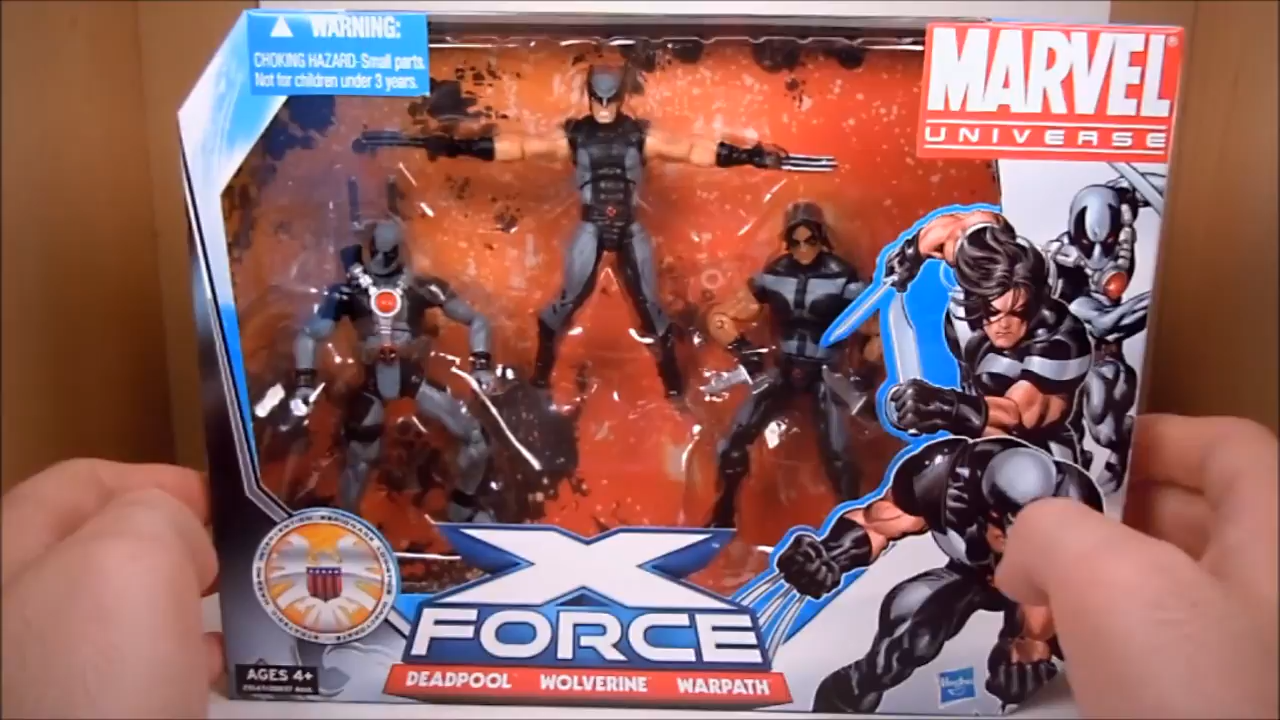 WARNING:
CHOKING HAZARD-Small parts.
Not for children under 3 years.
MARVEL®
UNIVERSE
X
FORCE
DEADPOOL WOLVERINE WARPATH
AGES 4+
Hasbro